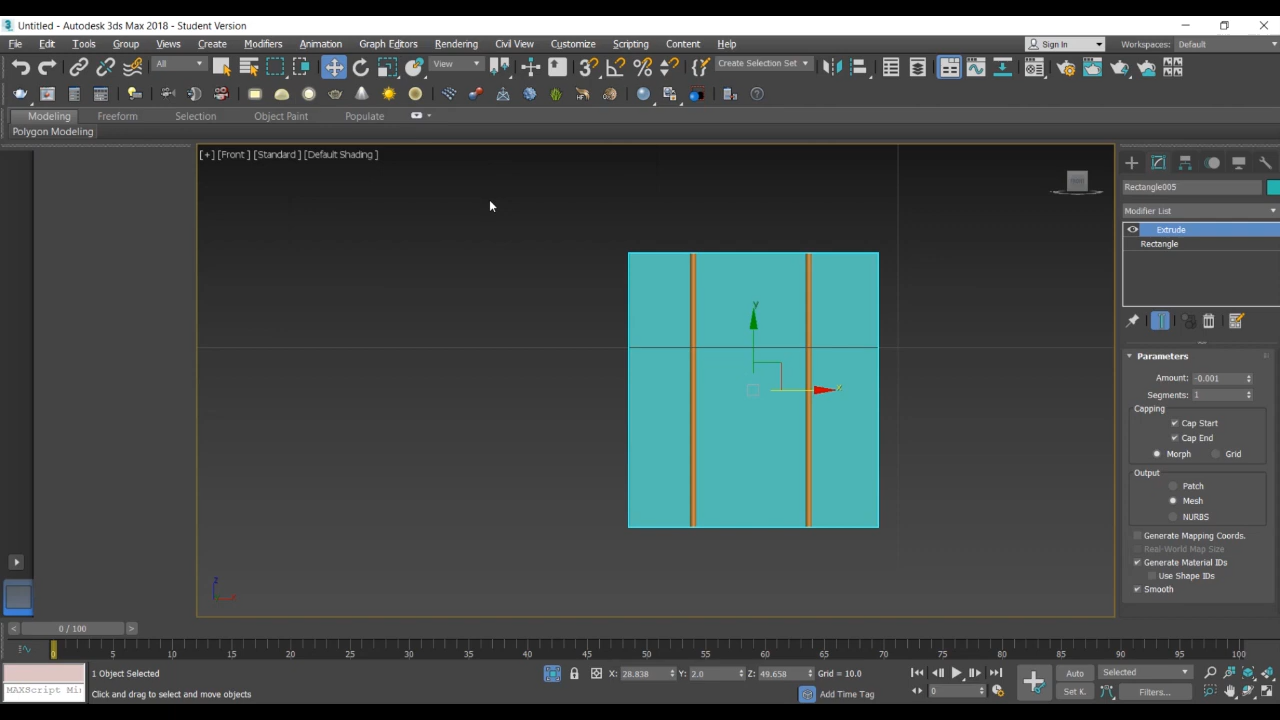 Untitled - Autodesk 3ds Max 2018 - Student Version
File Edit Tools Group Views Create Modifiers Animation Graph Editors Rendering Civil View Customize Scripting Content Help Sign In Workspaces: Default
All View Create Selection Set
Modeling Freeform Selection Object Paint Populate
Polygon Modeling
[+] [Front ] [Standard ] [Default Shading ]
Rectangle005
Modifier List
Extrude
Rectangle
y
x
Parameters
Amount: -0.001
Segments: 1
Capping
Cap Start
Cap End
Morph Grid
Output
Patch
Mesh
NURBS
Generate Mapping Coords.
Real-World Map Size
Generate Material IDs
Use Shape IDs
Smooth
z
< 0 / 100 >
0 5 10 15 20 25 30 35 40 45 50 55 60 65 70 75 80 85 90 95 100
1 Object Selected X: 28.838 Y: 2.0 Z: 49.658 Grid = 10.0 Auto Selected
MAXScript Mi Click and drag to select and move objects Add Time Tag 0 Set K. Filters...